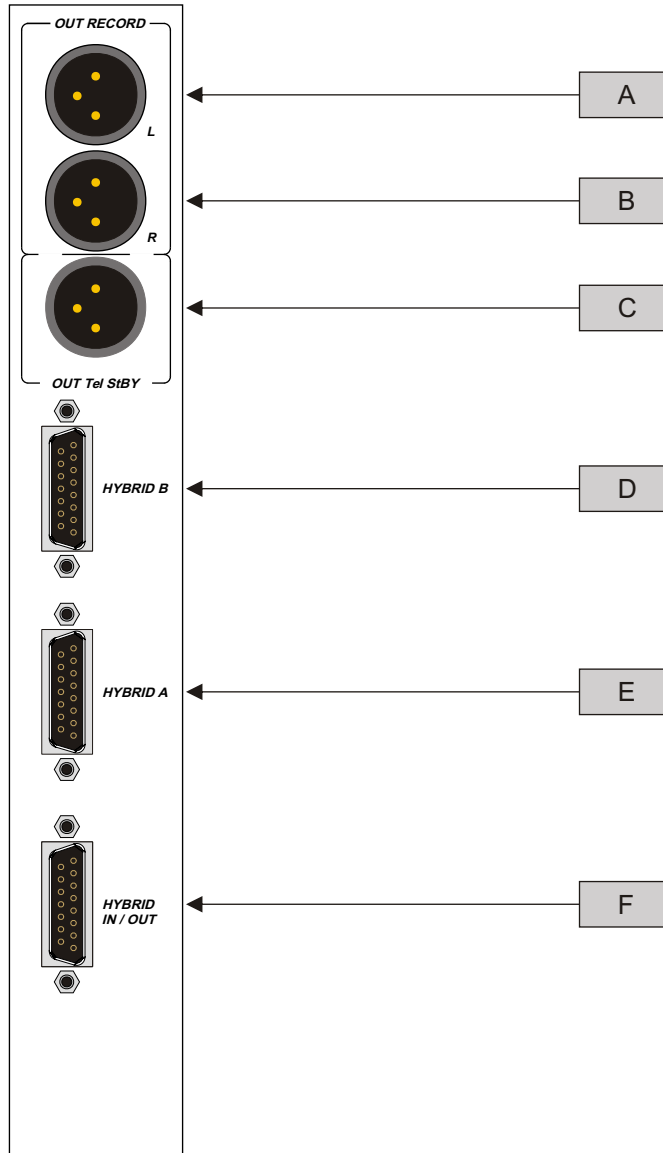 OUT RECORD
L
A
R
B
C
OUT Tel StBY
HYBRID B
D
HYBRID A
E
HYBRID
IN / OUT
F